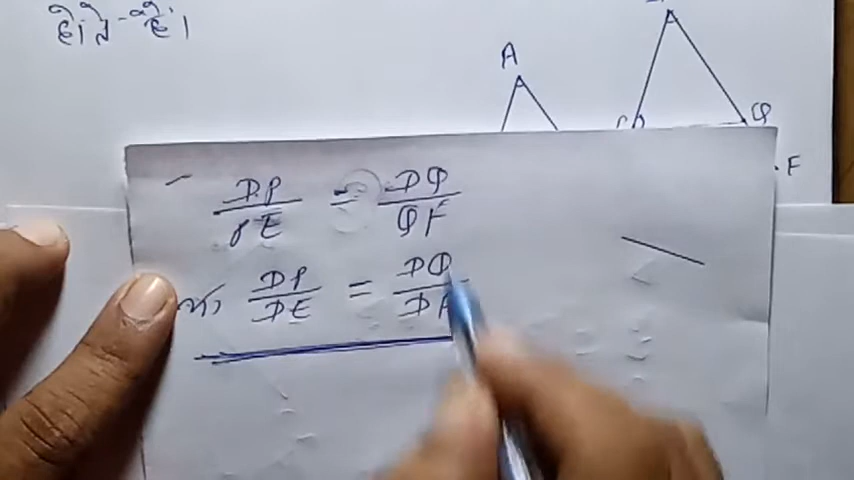 होते है।
A
Q
F
DP/PE = DQ/QF
या, DP/DE = DQ/DF